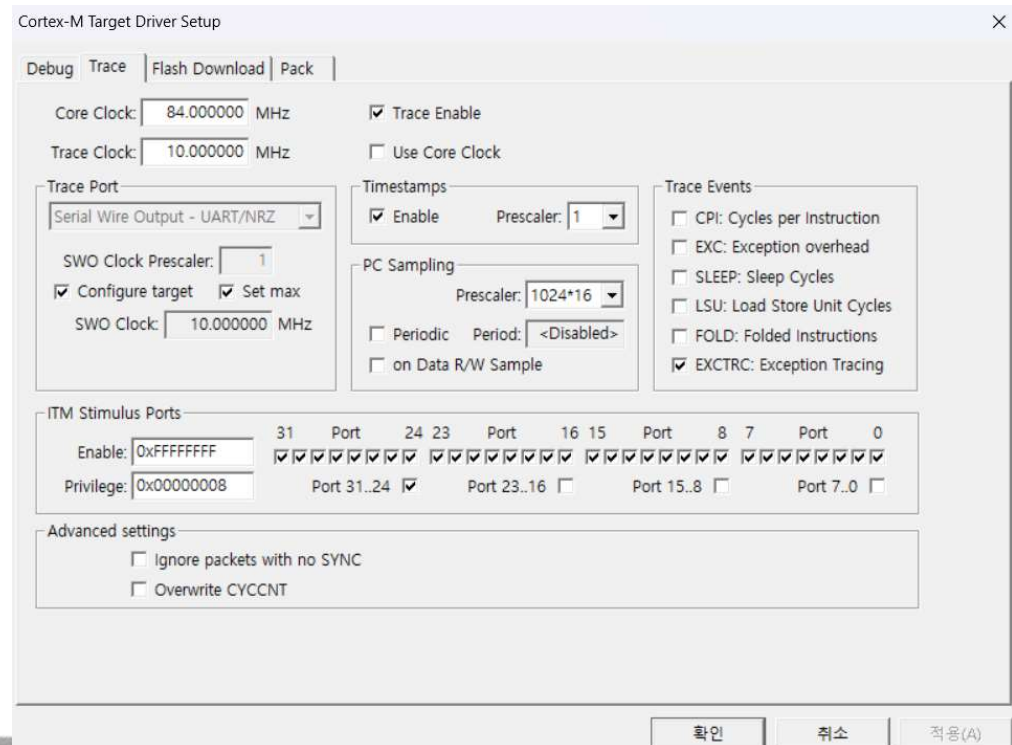 Cortex-M Target Driver Setup
Debug Trace Flash Download Pack
Core Clock: 84.000000 MHz
Trace Enable
Trace Clock: 10.000000 MHz
Use Core Clock
Trace Port
Serial Wire Output - UART/NRZ
SWO Clock Prescaler: 1
Configure target Set max
SWO Clock: 10.000000 MHz
Timestamps
Enable Prescaler: 1
PC Sampling
Prescaler: 1024*16
Periodic Period: <Disabled>
on Data R/W Sample
Trace Events
CPI: Cycles per Instruction
EXC: Exception overhead
SLEEP: Sleep Cycles
LSU: Load Store Unit Cycles
FOLD: Folded Instructions
EXCTRC: Exception Tracing
ITM Stimulus Ports
31 Port 24 23 Port 16 15 Port 8 7 Port 0
Enable: 0xFFFFFFFF
Privilege: 0x00000008 Port 31..24 Port 23..16 Port 15..8 Port 7..0
Advanced settings
Ignore packets with no SYNC
Overwrite CYCCNT
확인 취소 적용(A)